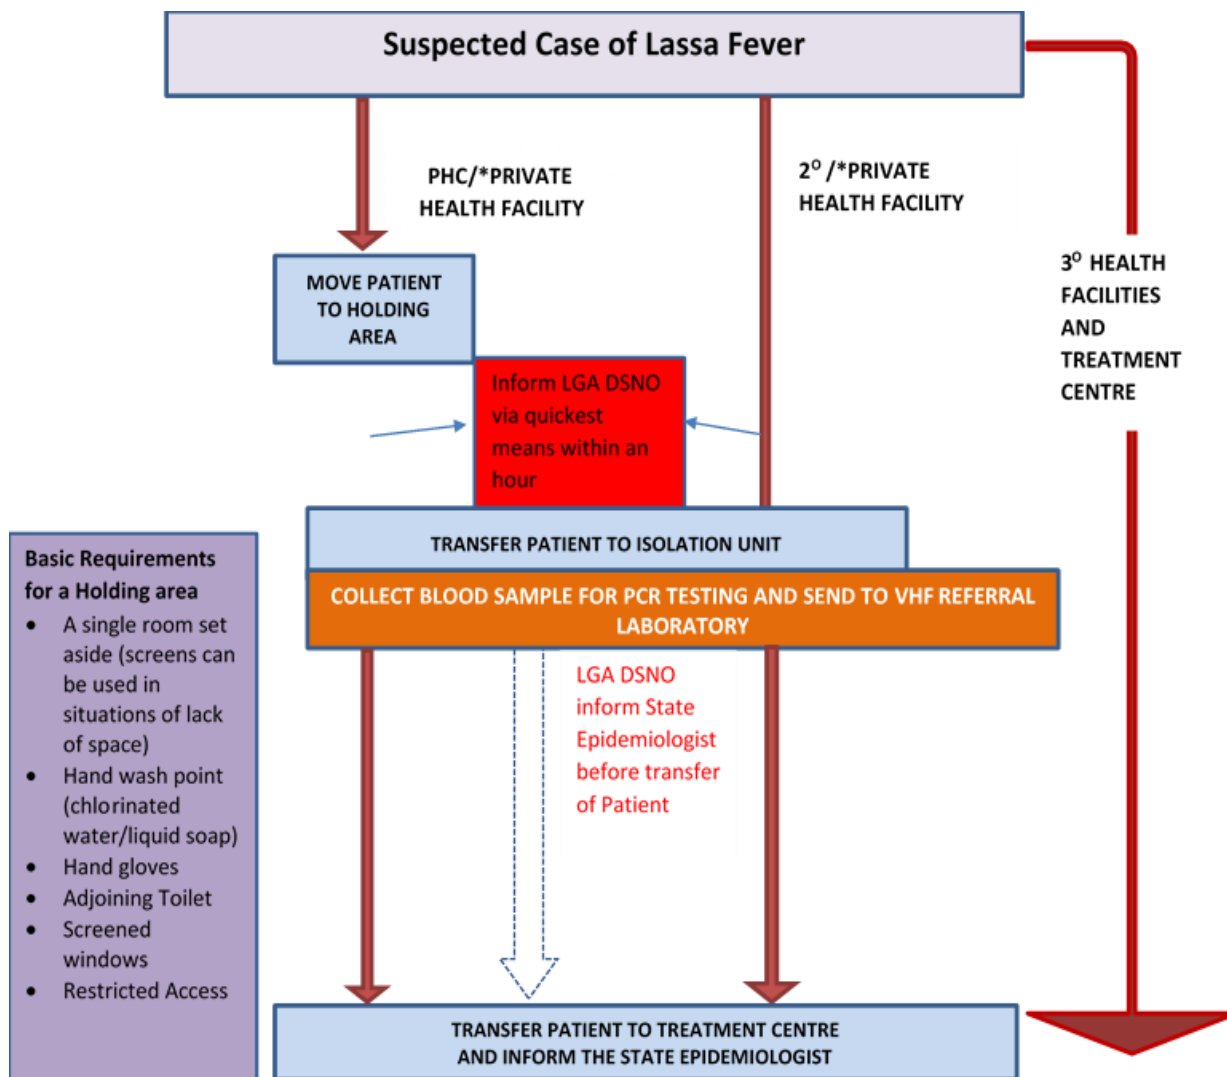 Suspected Case of Lassa Fever
PHC/*PRIVATE
HEALTH FACILITY
2⁰ /*PRIVATE
HEALTH FACILITY
3⁰ HEALTH
FACILITIES
AND
TREATMENT
CENTRE
MOVE PATIENT
TO HOLDING
AREA
Inform LGA DSNO
via quickest
means within an
hour
TRANSFER PATIENT TO ISOLATION UNIT
COLLECT BLOOD SAMPLE FOR PCR TESTING AND SEND TO VHF REFERRAL
LABORATORY
LGA DSNO
inform State
Epidemiologist
before transfer
of Patient
Basic Requirements
for a Holding area
• A single room set
aside (screens can
be used in
situations of lack
of space)
• Hand wash point
(chlorinated
water/liquid soap)
• Hand gloves
• Adjoining Toilet
• Screened
windows
• Restricted Access
TRANSFER PATIENT TO TREATMENT CENTRE
AND INFORM THE STATE EPIDEMIOLOGIST